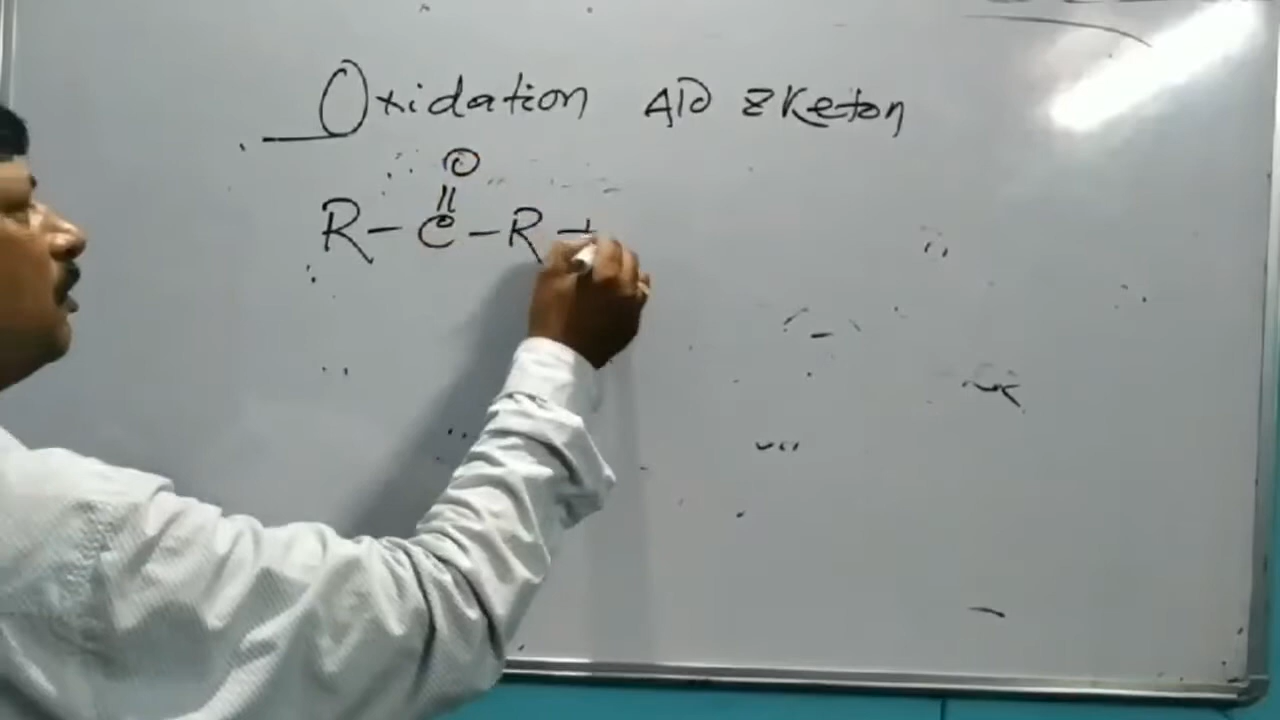 Oxidation AlD & Keton
O
||
R-C-R +